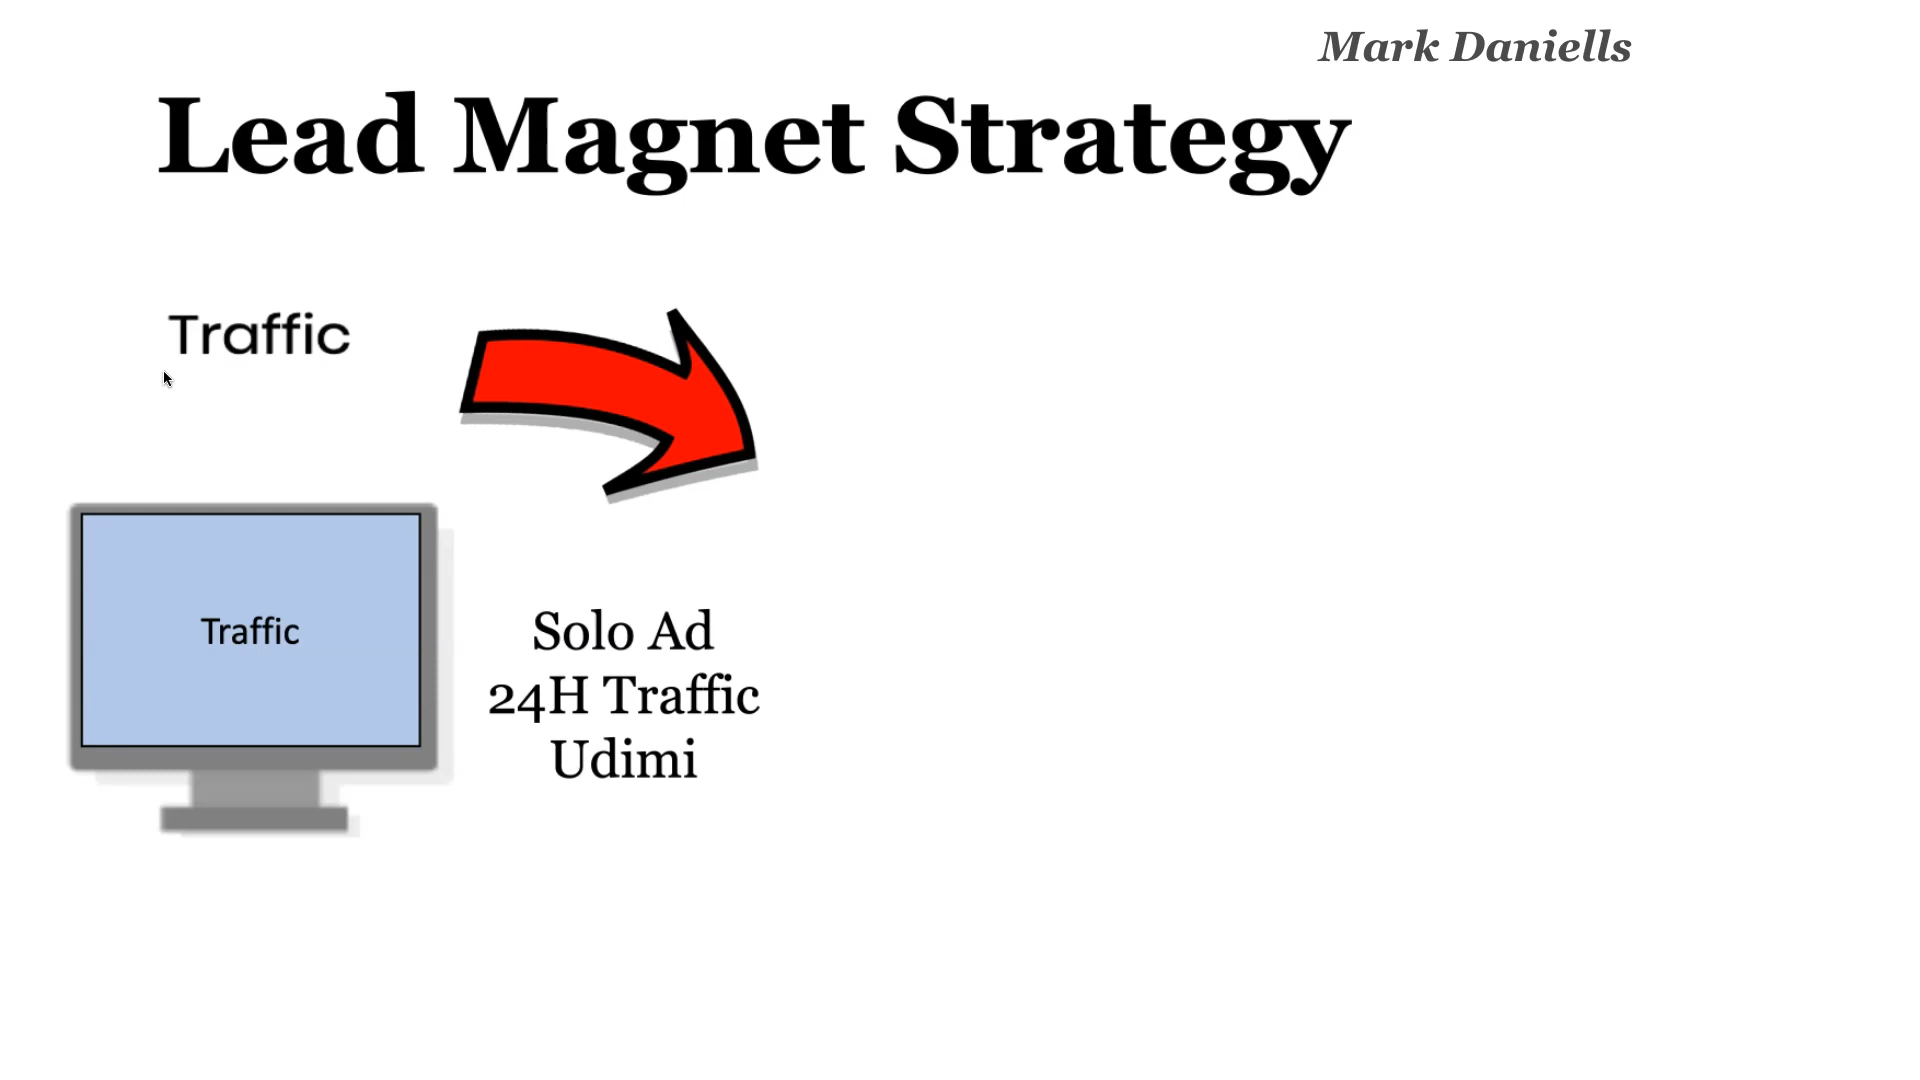 Mark Daniells
Lead Magnet Strategy
Traffic
Traffic
Solo Ad
24H Traffic
Udimi